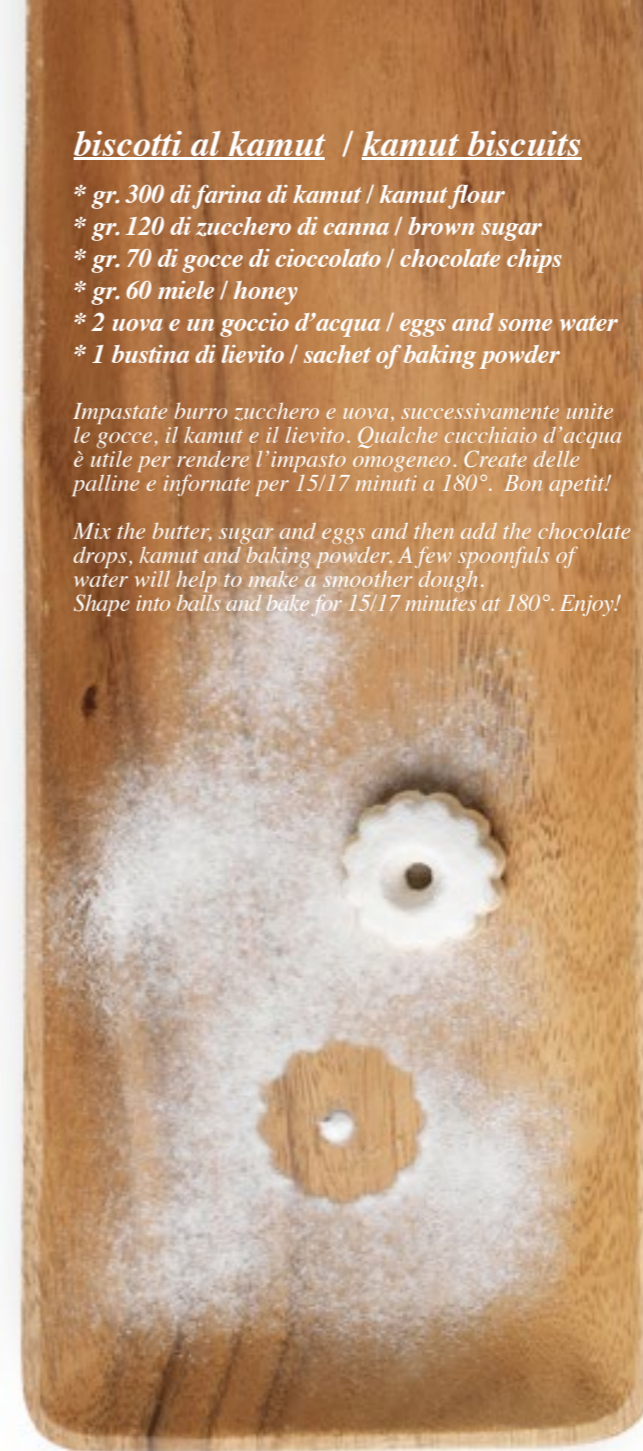 biscotti al kamut / kamut biscuits
* gr. 300 di farina di kamut / kamut flour
* gr. 120 di zucchero di canna / brown sugar
* gr. 70 di gocce di cioccolato / chocolate chips
* gr. 60 miele / honey
* 2 uova e un goccio d'acqua / eggs and some water
* 1 bustina di lievito / sachet of baking powder
Impastate burro zucchero e uova, successivamente unite
le gocce, il kamut e il lievito. Qualche cucchiaio d'acqua
è utile per rendere l'impasto omogeneo. Create delle
palline e infornate per 15/17 minuti a 180°. Bon apetit!
Mix the butter, sugar and eggs and then add the chocolate
drops, kamut and baking powder. A few spoonfuls of
water will help to make a smoother dough.
Shape into balls and bake for 15/17 minutes at 180°. Enjoy!